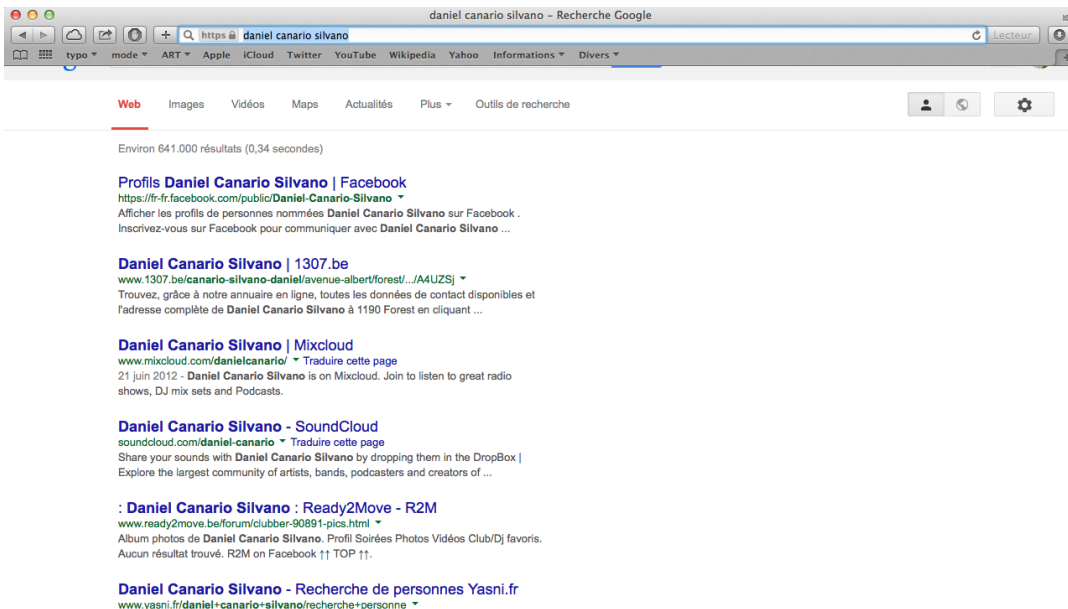 daniel canario silvano – Recherche Google
https daniel canario silvano
Lecteur
typo mode ART Apple iCloud Twitter YouTube Wikipedia Yahoo Informations Divers
Web Images Vidéos Maps Actualités Plus Outils de recherche
Environ 641.000 résultats (0,34 secondes)
Profils Daniel Canario Silvano | Facebook
https://fr-fr.facebook.com/public/Daniel-Canario-Silvano
Afficher les profils de personnes nommées Daniel Canario Silvano sur Facebook .
Inscrivez-vous sur Facebook pour communiquer avec Daniel Canario Silvano ...
Daniel Canario Silvano | 1307.be
www.1307.be/canario-silvano-daniel/avenue-albert/forest/.../A4UZSj
Trouvez, grâce à notre annuaire en ligne, toutes les données de contact disponibles et
l'adresse complète de Daniel Canario Silvano à 1190 Forest en cliquant ...
Daniel Canario Silvano | Mixcloud
www.mixcloud.com/danielcanario/ Traduire cette page
21 juin 2012 - Daniel Canario Silvano is on Mixcloud. Join to listen to great radio
shows, DJ mix sets and Podcasts.
Daniel Canario Silvano - SoundCloud
soundcloud.com/daniel-canario Traduire cette page
Share your sounds with Daniel Canario Silvano by dropping them in the DropBox |
Explore the largest community of artists, bands, podcasters and creators of ...
: Daniel Canario Silvano : Ready2Move - R2M
www.ready2move.be/forum/clubber-90891-pics.html
Album photos de Daniel Canario Silvano. Profil Soirées Photos Vidéos Club/Dj favoris.
Aucun résultat trouvé. R2M on Facebook ↑↑ TOP ↑↑.
Daniel Canario Silvano - Recherche de personnes Yasni.fr
www.yasni.fr/daniel+canario+silvano/recherche+personne